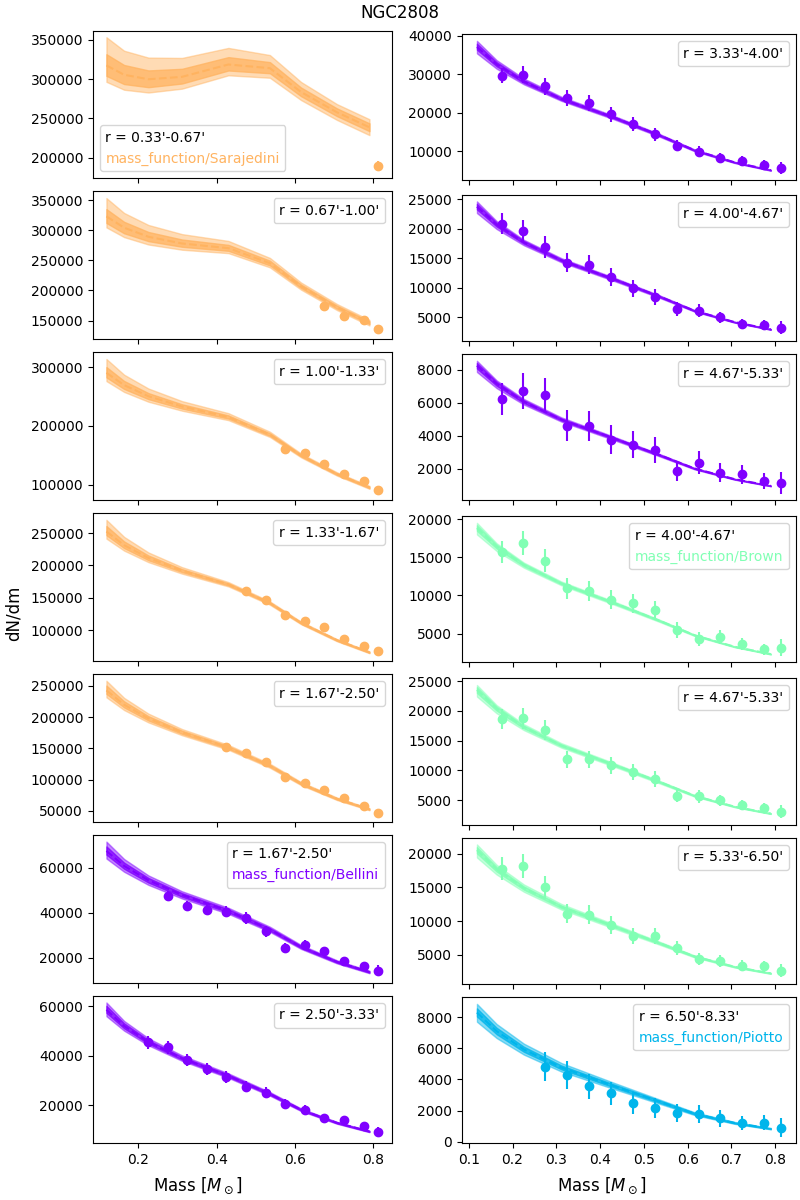 NGC2808
dN/dm
350000
300000
250000
200000
r = 0.33'-0.67'
mass_function/Sarajedini
350000
300000
250000
200000
150000
r = 0.67'-1.00'
300000
200000
100000
r = 1.00'-1.33'
250000
200000
150000
100000
r = 1.33'-1.67'
250000
200000
150000
100000
50000
r = 1.67'-2.50'
60000
40000
20000
r = 1.67'-2.50'
mass_function/Bellini
60000
40000
20000
r = 2.50'-3.33'
0.2 0.4 0.6 0.8
Mass [M_⊙]
40000
30000
20000
10000
r = 3.33'-4.00'
25000
20000
15000
10000
5000
r = 4.00'-4.67'
8000
6000
4000
2000
r = 4.67'-5.33'
20000
15000
10000
5000
r = 4.00'-4.67'
mass_function/Brown
25000
20000
15000
10000
5000
r = 4.67'-5.33'
20000
15000
10000
5000
r = 5.33'-6.50'
8000
6000
4000
2000
0
r = 6.50'-8.33'
mass_function/Piotto
0.1 0.2 0.3 0.4 0.5 0.6 0.7 0.8
Mass [M_⊙]